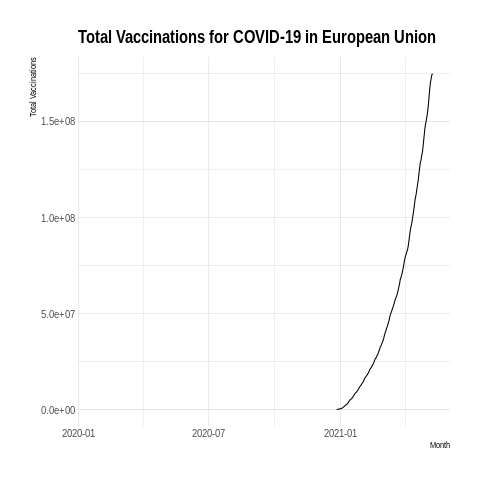 Total Vaccinations for COVID-19 in European Union
Total Vaccinations
1.5e+08
1.0e+08
5.0e+07
0.0e+00
2020-01 2020-07 2021-01
Month